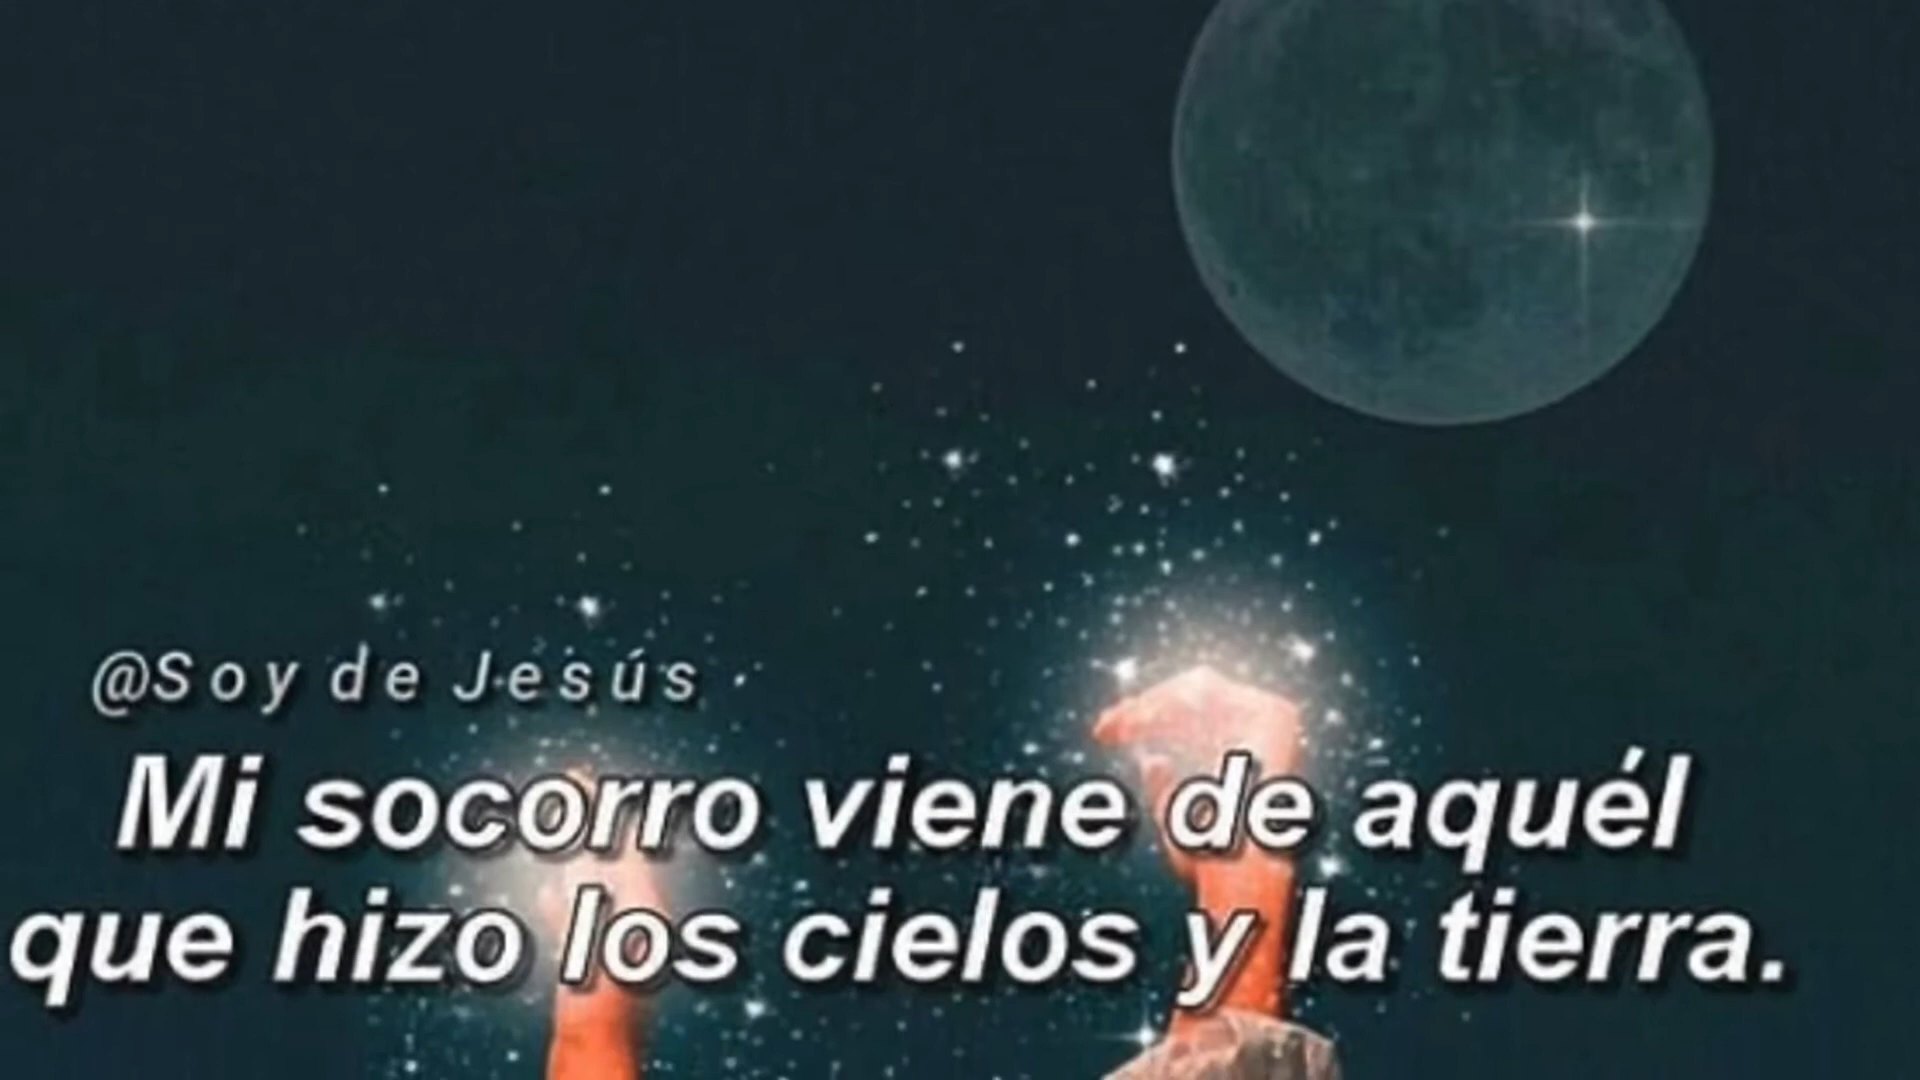 @Soy de Jesús
Mi socorro viene de aquél
que hizo los cielos y la tierra.